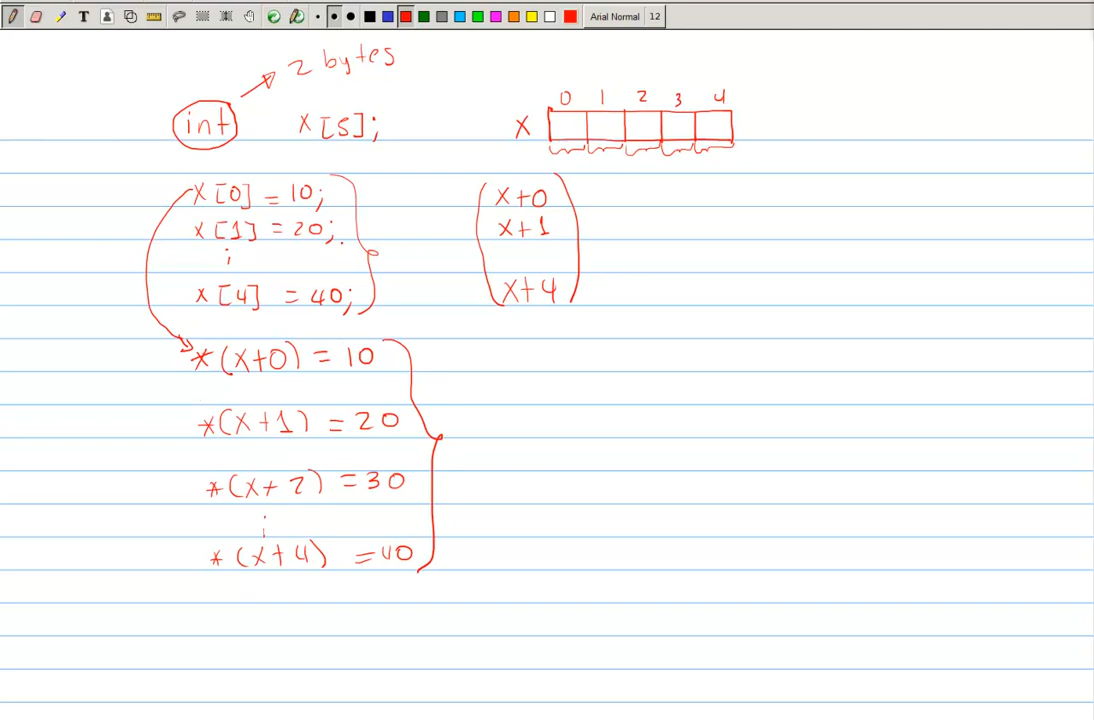 Arial Normal 12
2 bytes
int x[5];
0 1 2 3 4
x
x[0] = 10;
x[1] = 20;
⋮
x[4] = 40;
x+0
x+1
x+4
*(x+0) = 10
*(x+1) = 20
*(x+2) = 30
⋮
*(x+4) = 40